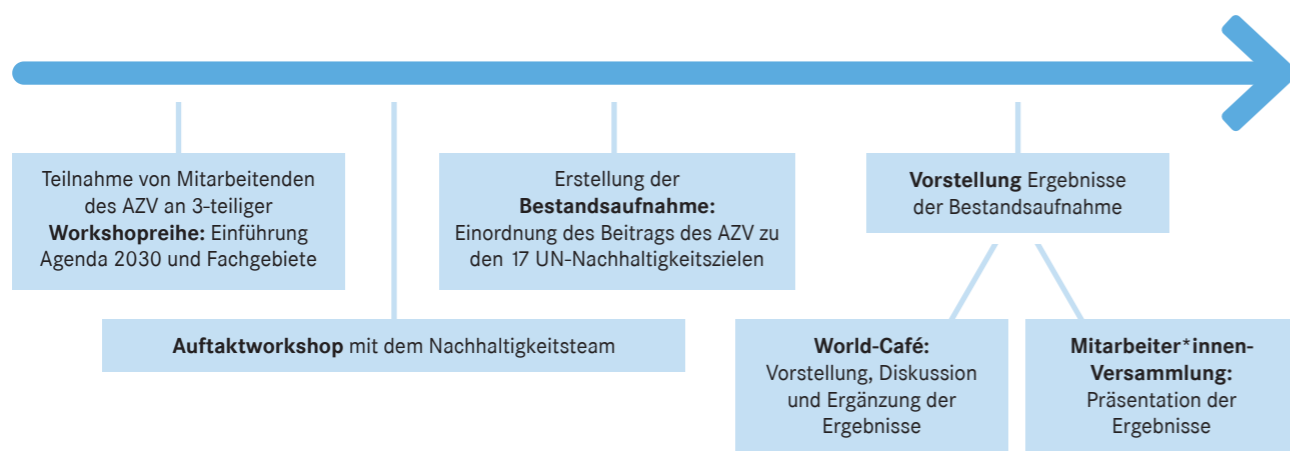 Teilnahme von Mitarbeitenden
des AZV an 3-teiliger
Workshopreihe: Einführung
Agenda 2030 und Fachgebiete
Auftaktworkshop mit dem Nachhaltigkeitsteam
Erstellung der
Bestandsaufnahme:
Einordnung des Beitrags des AZV zu
den 17 UN-Nachhaltigkeitszielen
Vorstellung Ergebnisse
der Bestandsaufnahme
World-Café:
Vorstellung, Diskussion
und Ergänzung der
Ergebnisse
Mitarbeiter*innen-
Versammlung:
Präsentation der
Ergebnisse